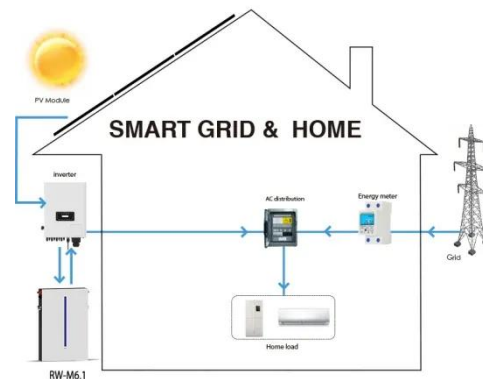 PV Module
SMART GRID & HOME
inverter
AC distribution
Energy meter
Grid
Home load
RW-M6.1